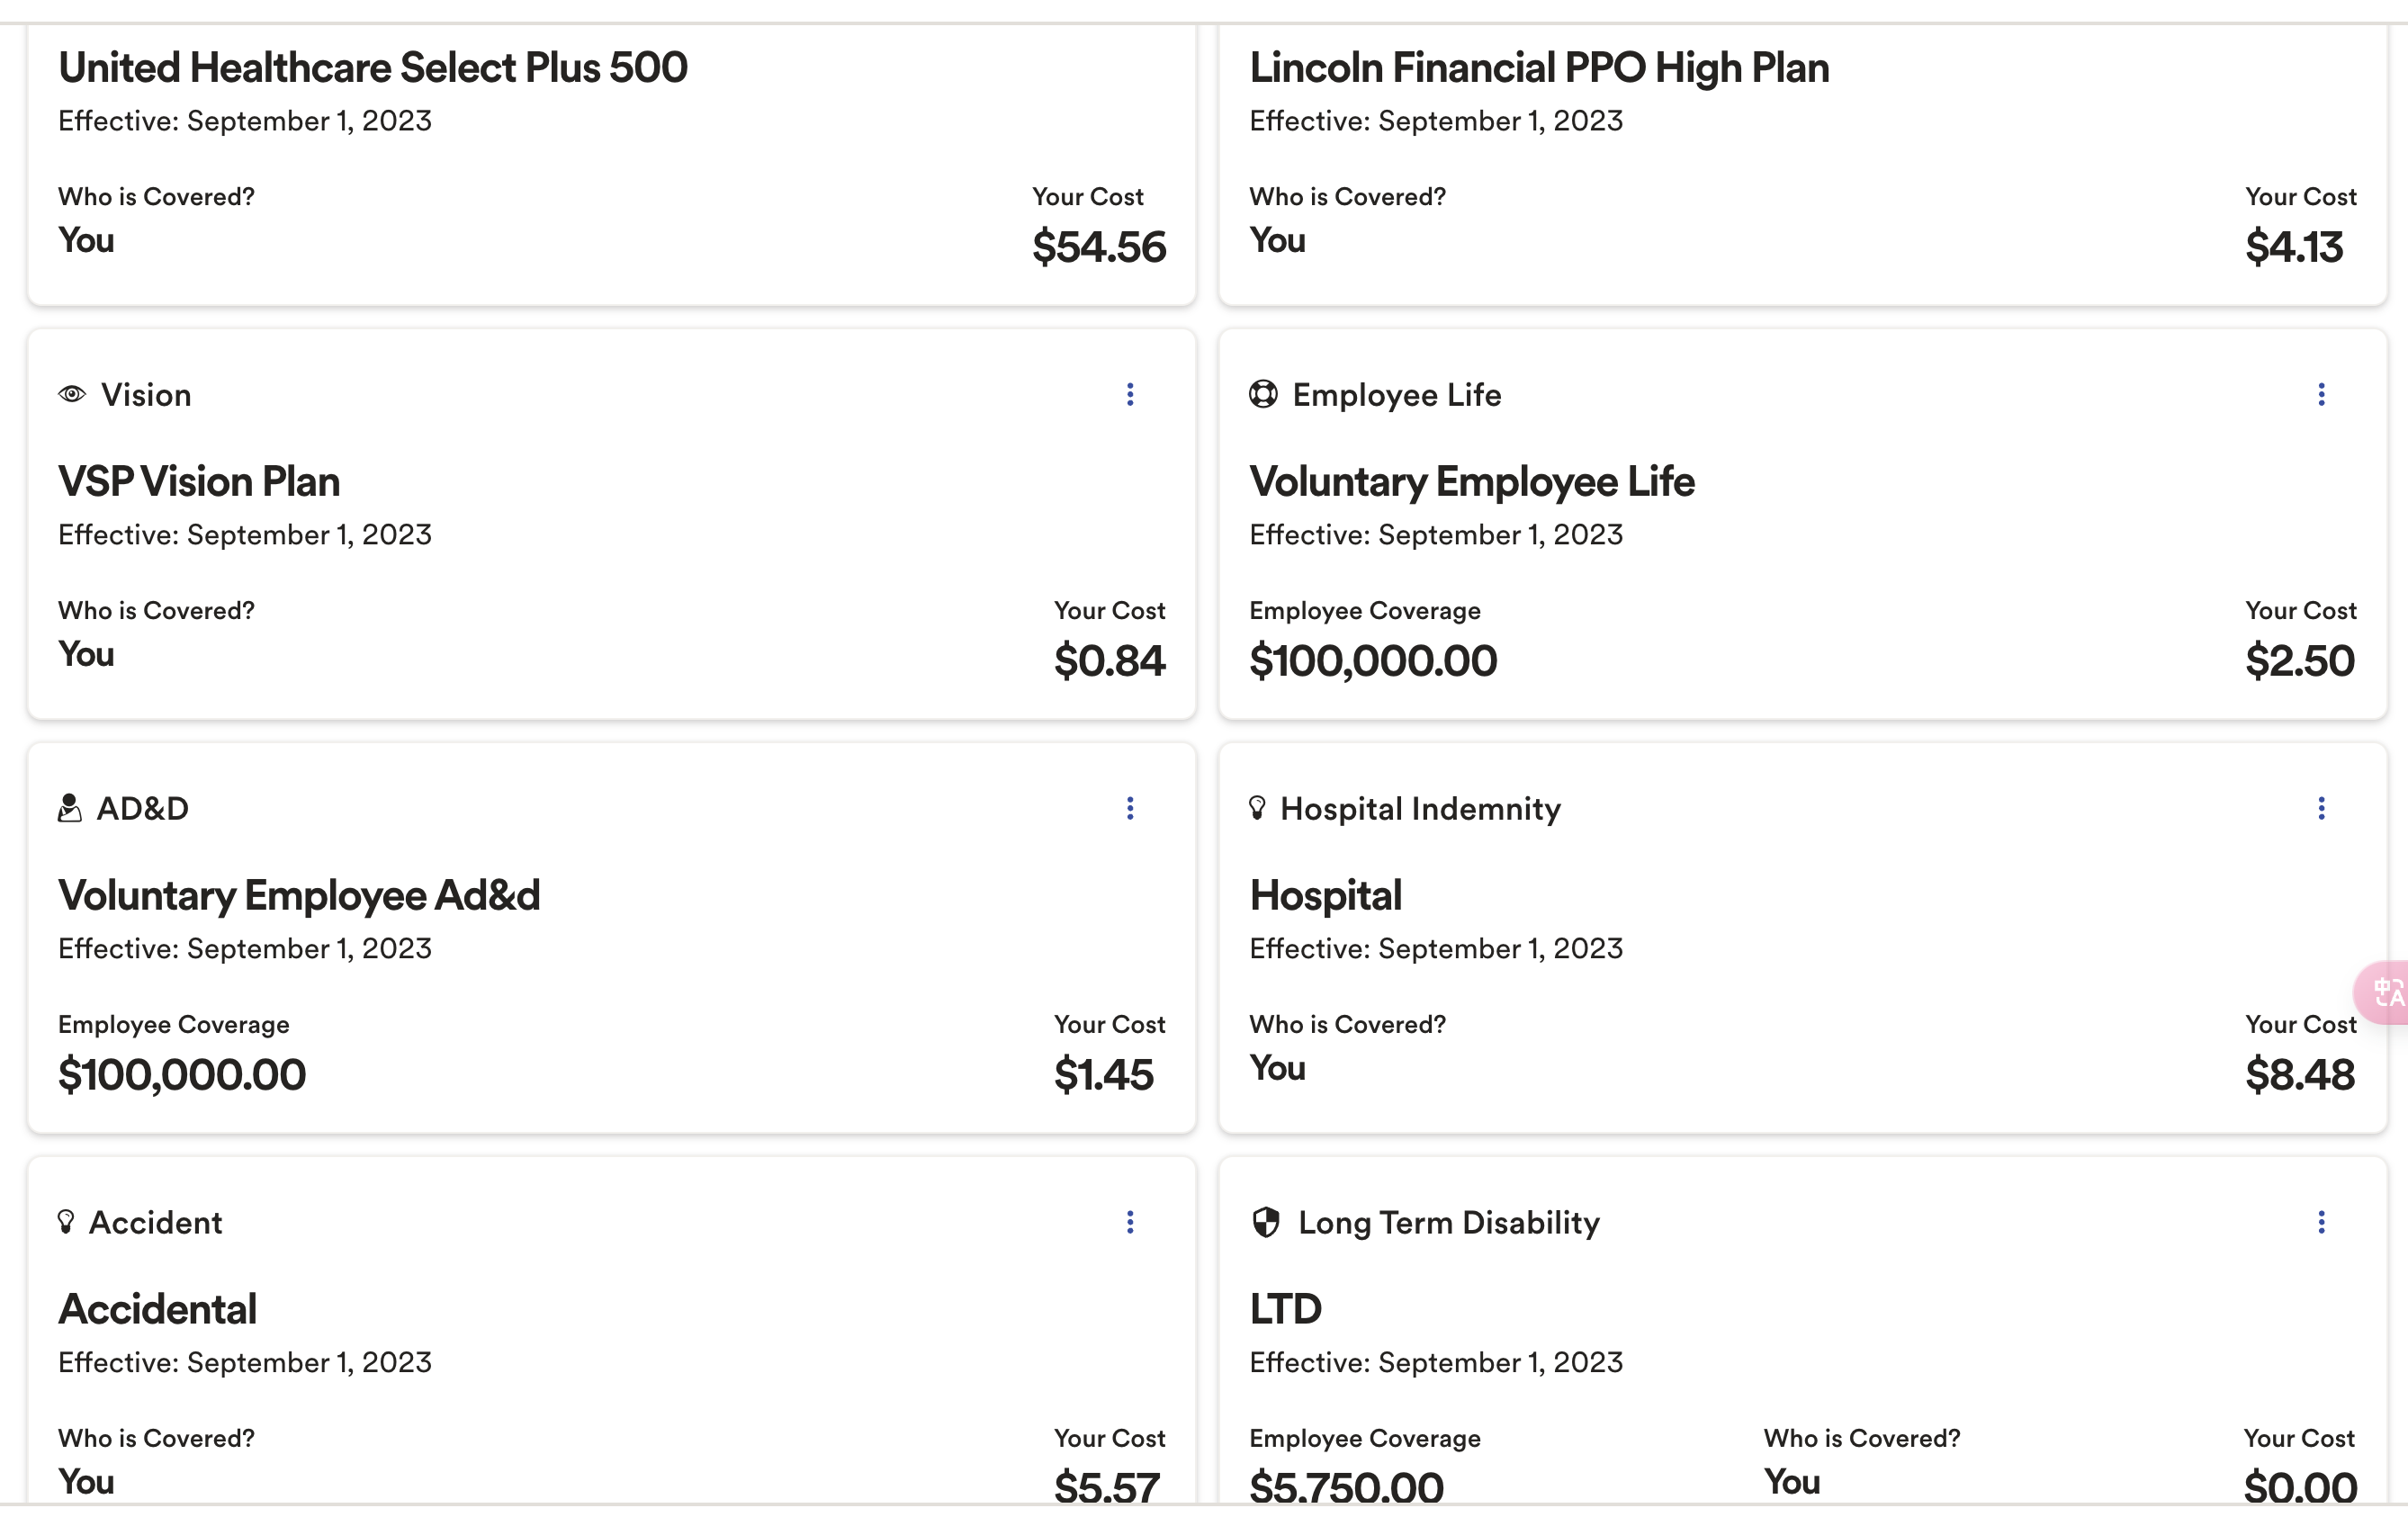 United Healthcare Select Plus 500
Effective: September 1, 2023
Who is Covered?
You
Your Cost
$54.56
Lincoln Financial PPO High Plan
Effective: September 1, 2023
Who is Covered?
You
Your Cost
$4.13
Vision
VSP Vision Plan
Effective: September 1, 2023
Who is Covered?
You
Your Cost
$0.84
Employee Life
Voluntary Employee Life
Effective: September 1, 2023
Employee Coverage
$100,000.00
Your Cost
$2.50
AD&D
Voluntary Employee Ad&d
Effective: September 1, 2023
Employee Coverage
$100,000.00
Your Cost
$1.45
Hospital Indemnity
Hospital
Effective: September 1, 2023
Who is Covered?
You
Your Cost
$8.48
中A
Accident
Accidental
Effective: September 1, 2023
Who is Covered?
You
Your Cost
$5.57
Long Term Disability
LTD
Effective: September 1, 2023
Employee Coverage
$5,750.00
Who is Covered?
You
Your Cost
$0.00